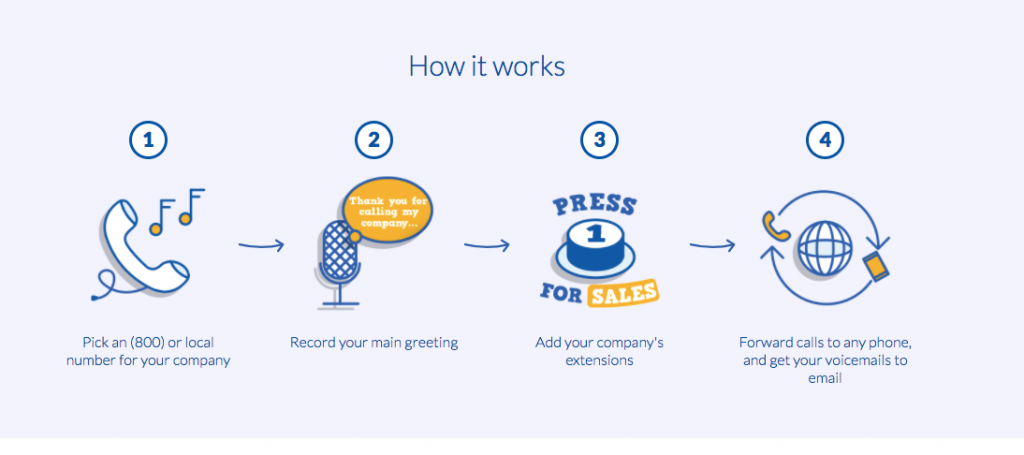 How it works
1
2
3
4
Thank you for
calling my
company...
PRESS
1
FOR SALES
Pick an (800) or local
number for your company
Record your main greeting
Add your company's
extensions
Forward calls to any phone,
and get your voicemails to
email